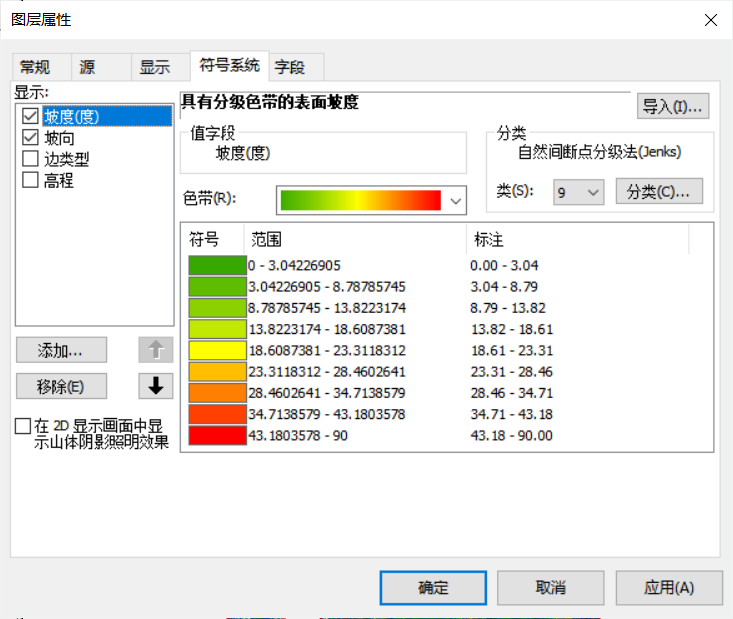 图层属性
常规 源 显示 符号系统 字段
显示:
坡度(度)
坡向
边类型
高程
添加...
移除(E)
在 2D 显示画面中显
示山体阴影照明效果
具有分级色带的表面坡度
导入(I)...
值字段
坡度(度)
分类
自然间断点分级法(Jenks)
色带(R):
类(S): 9 分类(C)...
符号 范围 标注
0 - 3.04226905 0.00 - 3.04
3.04226905 - 8.78785745 3.04 - 8.79
8.78785745 - 13.8223174 8.79 - 13.82
13.8223174 - 18.6087381 13.82 - 18.61
18.6087381 - 23.3118312 18.61 - 23.31
23.3118312 - 28.4602641 23.31 - 28.46
28.4602641 - 34.7138579 28.46 - 34.71
34.7138579 - 43.1803578 34.71 - 43.18
43.1803578 - 90 43.18 - 90.00
确定 取消 应用(A)